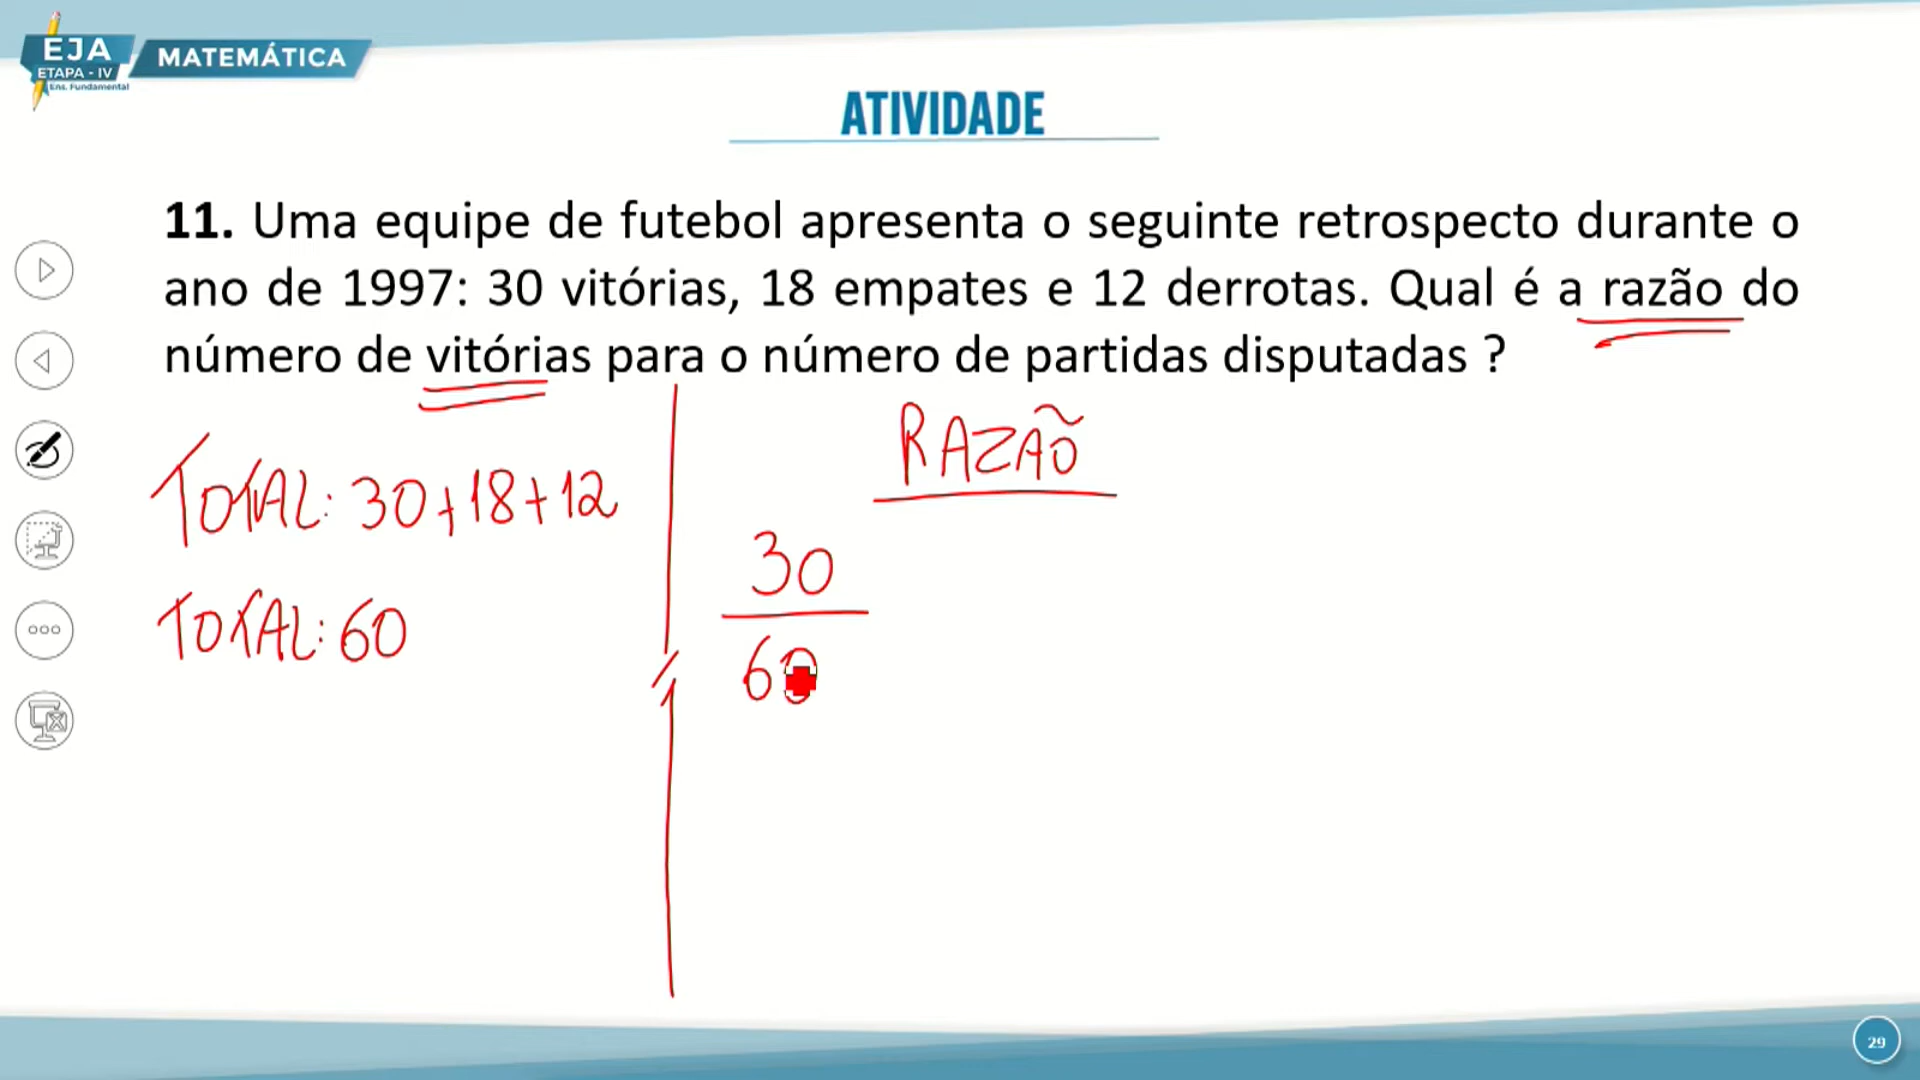 EJA
ETAPA - IV
Ens. Fundamental
MATEMÁTICA
ATIVIDADE
11. Uma equipe de futebol apresenta o seguinte retrospecto durante o
ano de 1997: 30 vitórias, 18 empates e 12 derrotas. Qual é a razão do
número de vitórias para o número de partidas disputadas ?
RAZÃO
TOTAL: 30+18+12
30
TOTAL: 60
60
29